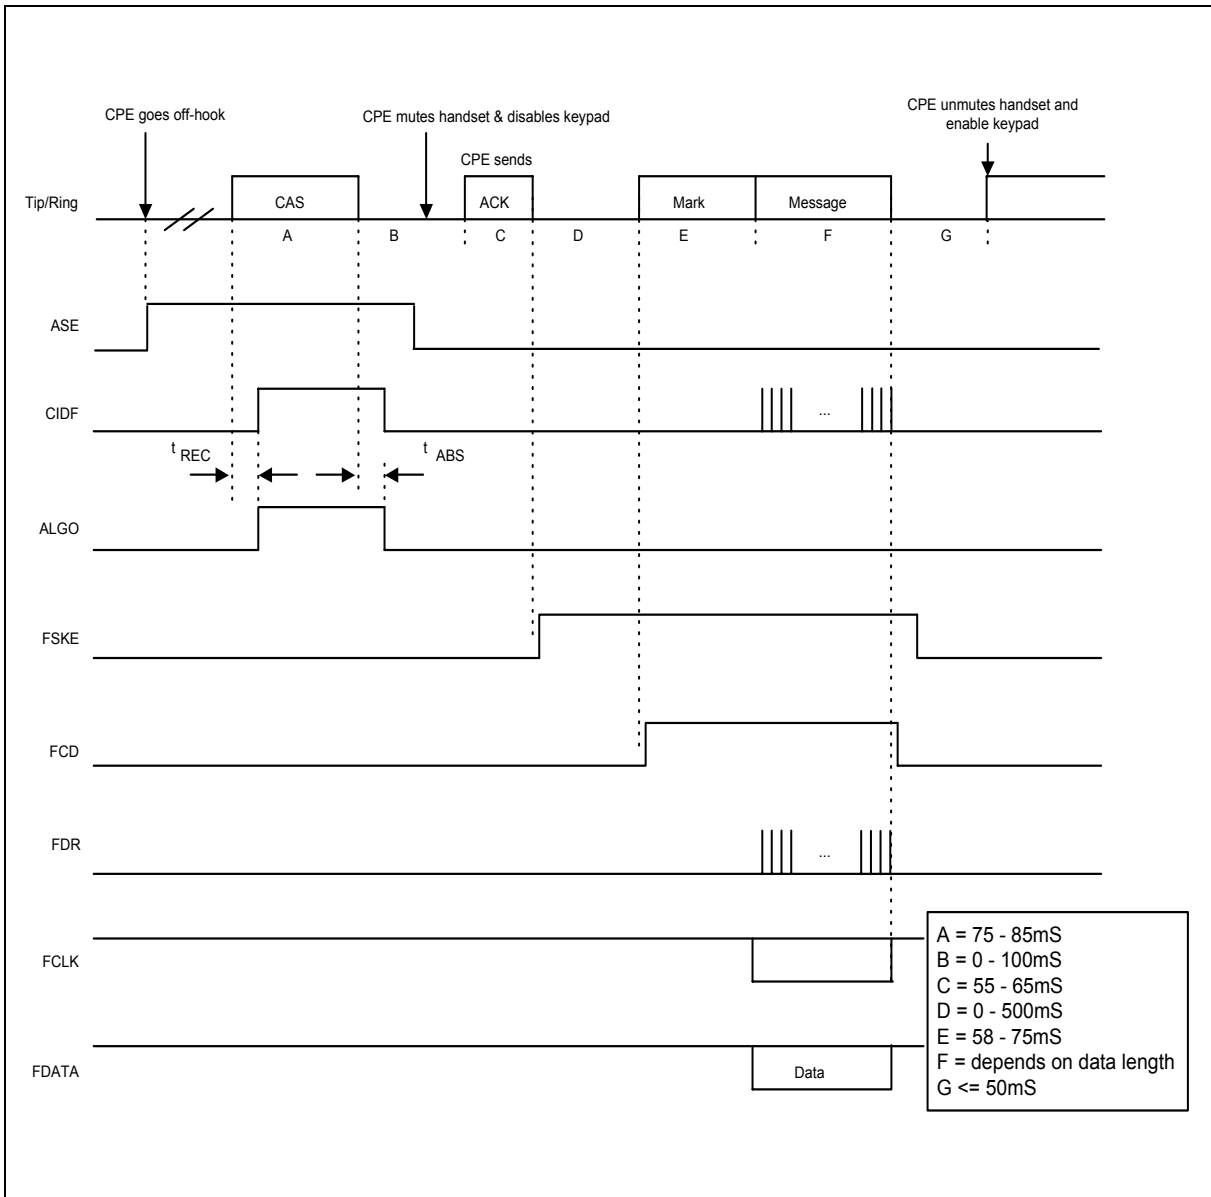 CPE goes off-hook
CPE mutes handset & disables keypad
CPE unmutes handset and
enable keypad
CPE sends
Tip/Ring
CAS
ACK
Mark
Message
A
B
C
D
E
F
G
ASE
CIDF
...
t REC
t ABS
ALGO
FSKE
FCD
FDR
...
FCLK
FDATA
Data
A = 75 - 85mS
B = 0 - 100mS
C = 55 - 65mS
D = 0 - 500mS
E = 58 - 75mS
F = depends on data length
G <= 50mS